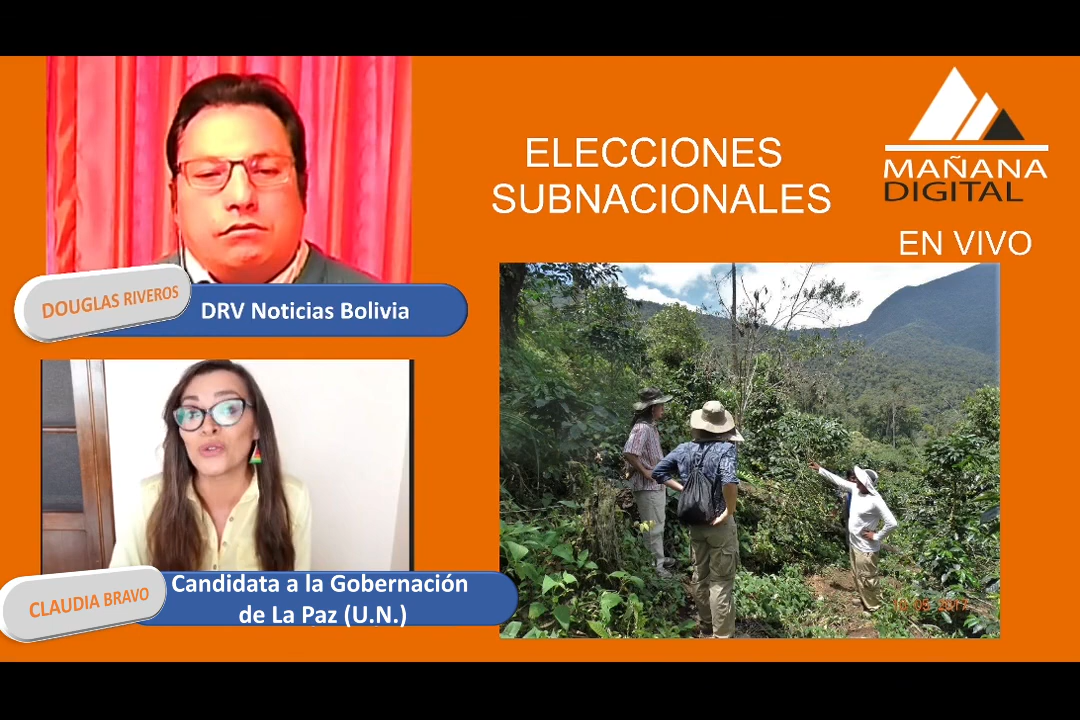 DOUGLAS RIVEROS
DRV Noticias Bolivia
CLAUDIA BRAVO
Candidata a la Gobernación
de La Paz (U.N.)
ELECCIONES
SUBNACIONALES
MAÑANA
DIGITAL
EN VIVO